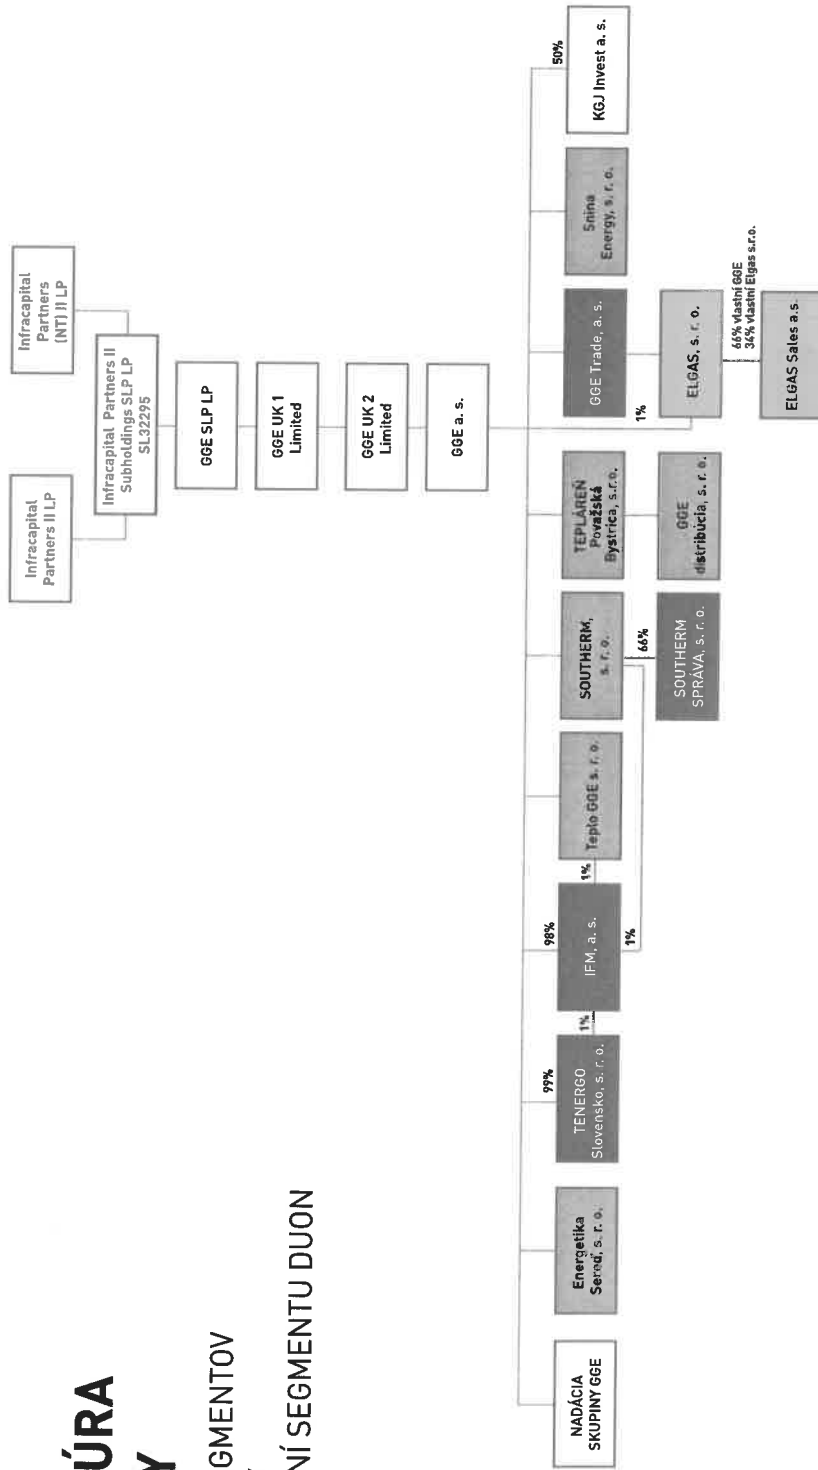 ÚRA
Y
GMENTOV
NÍ SEGMENTU DUON
Infracapital
Partners II LP
Infracapital
Partners
(NT) II LP
Infracapital Partners II
Subholdings SLP LP
SL32295
GGE SLP LP
GGE UK 1
Limited
GGE UK 2
Limited
GGE a. s.
NADÁCIA
SKUPINY GGE
Energetika
Sereď, s. r. o.
99%
TENERGO
Slovensko, s. r. o.
1%
98%
IFM, a. s.
1%
1%
Teplo GGE s. r. o.
SOUTHERM,
s. r. o.
66%
SOUTHERM
SPRÁVA, s. r. o.
TEPLÁREŇ
Považská
Bystrica, s.r.o.
GGE
distribúcia, s. r. o.
1%
GGE Trade, a. s.
ELGAS, s. r. o.
66% vlastní GGE
34% vlastní Elgas s.r.o.
ELGAS Sales a.s.
Snina
Energy, s. r. o.
50%
KGJ Invest a. s.